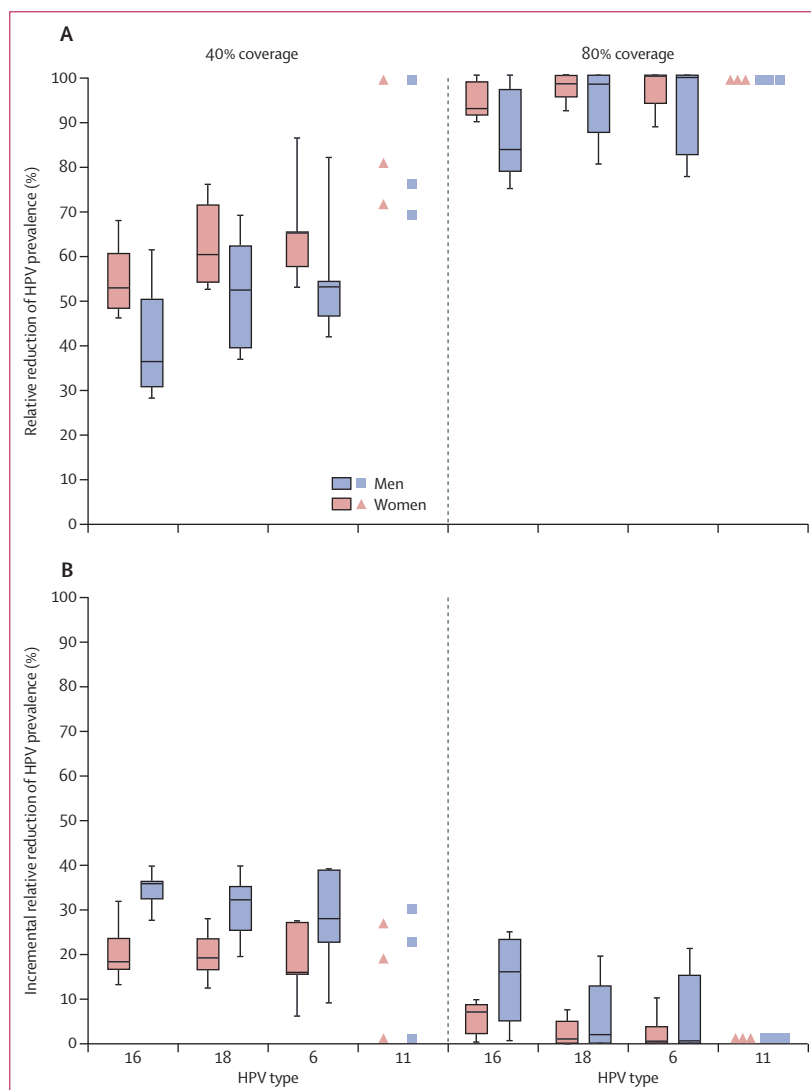 A
40% coverage
80% coverage
Relative reduction of HPV prevalence (%)
100
90
80
70
60
50
40
30
20
10
0
Men
Women
B
Incremental relative reduction of HPV prevalence (%)
100
90
80
70
60
50
40
30
20
10
0
16 18 6 11 16 18 6 11
HPV type HPV type